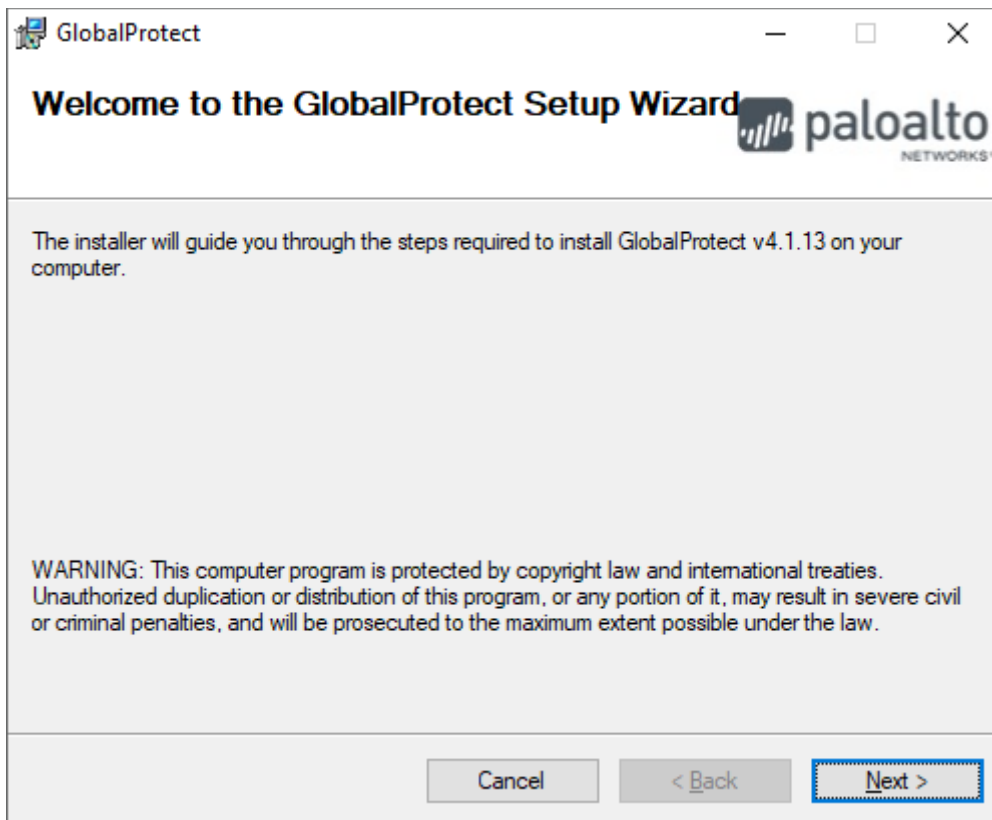 GlobalProtect
Welcome to the GlobalProtect Setup Wizard
paloalto
NETWORKS
The installer will guide you through the steps required to install GlobalProtect v4.1.13 on your
computer.
WARNING: This computer program is protected by copyright law and international treaties.
Unauthorized duplication or distribution of this program, or any portion of it, may result in severe civil
or criminal penalties, and will be prosecuted to the maximum extent possible under the law.
Cancel
< Back
Next >